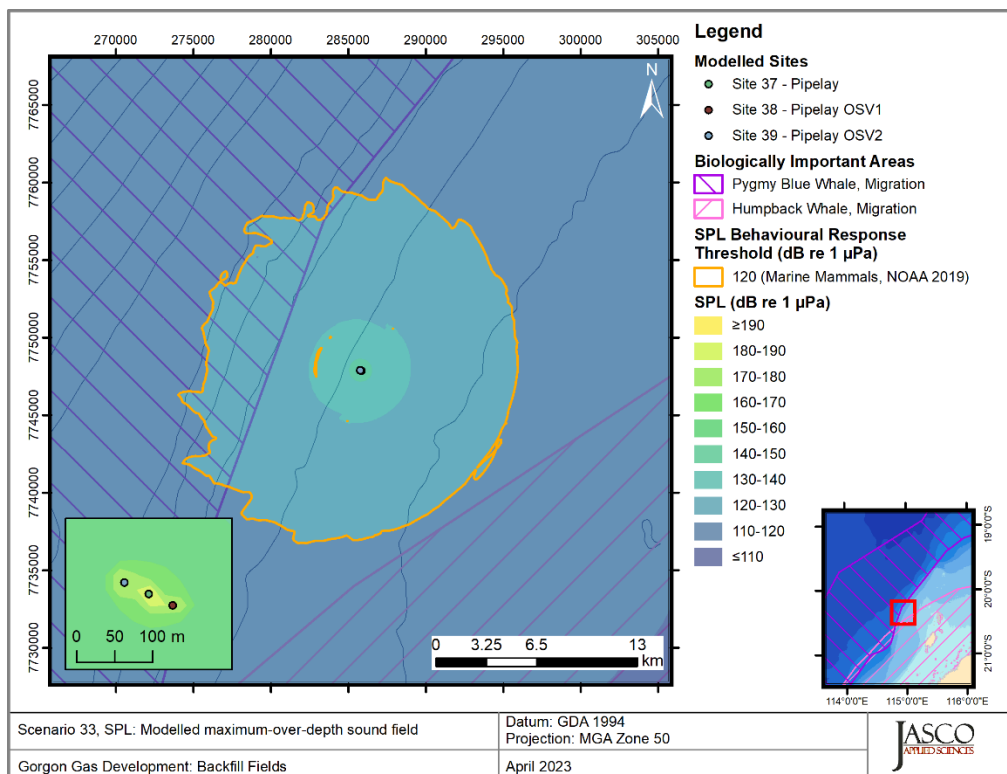 270000 275000 280000 285000 290000 295000 300000 305000
7765000
7760000
7755000
7750000
7745000
7740000
7735000
7730000
N
0 50 100 m
0 3.25 6.5 13
km
Legend
Modelled Sites
Site 37 - Pipelay
Site 38 - Pipelay OSV1
Site 39 - Pipelay OSV2
Biologically Important Areas
Pygmy Blue Whale, Migration
Humpback Whale, Migration
SPL Behavioural Response
Threshold (dB re 1 µPa)
120 (Marine Mammals, NOAA 2019)
SPL (dB re 1 µPa)
≥190
180-190
170-180
160-170
150-160
140-150
130-140
120-130
110-120
≤110
19°0'S
20°0'S
21°0'S
114°0'E 115°0'E 116°0'E
Scenario 33, SPL: Modelled maximum-over-depth sound field
Datum: GDA 1994
Projection: MGA Zone 50
Gorgon Gas Development: Backfill Fields
April 2023
JASCO
APPLIED SCIENCES